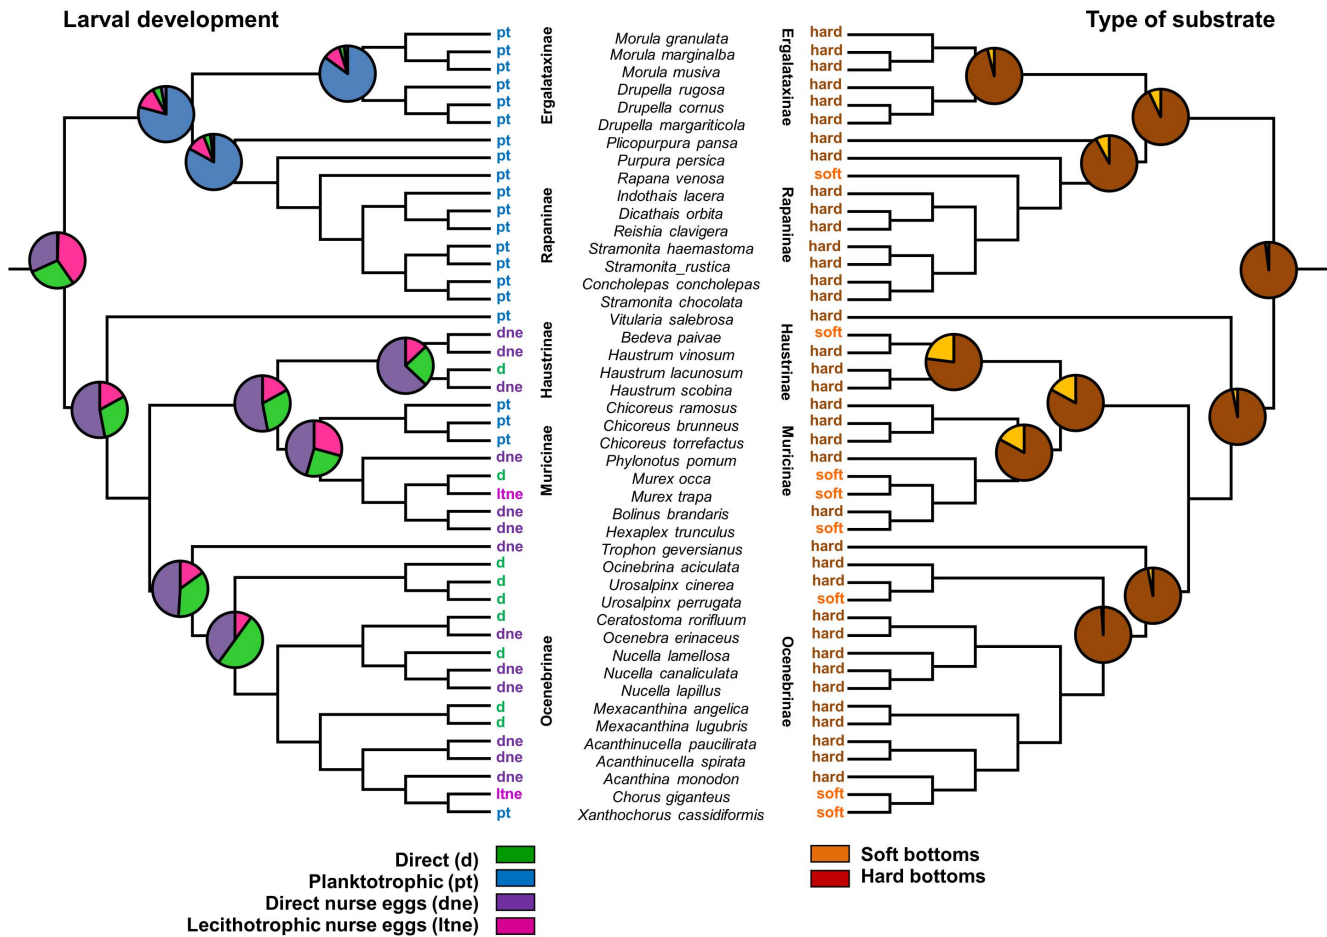 Larval development
Type of substrate
pt Morula granulata hard
pt Morula marginalba hard
pt Morula musiva hard
pt Drupella rugosa hard
pt Drupella cornus hard
pt Drupella margariticola hard
Ergalataxinae
Ergalataxinae
pt Plicopurpura pansa hard
pt Purpura persica hard
pt Rapana venosa soft
pt Indothais lacera hard
pt Dicathais orbita hard
pt Reishia clavigera hard
pt Stramonita haemastoma hard
pt Stramonita_rustica hard
pt Concholepas concholepas hard
pt Stramonita chocolata hard
Rapaninae
Rapaninae
pt Vitularia salebrosa hard
dne Bedeva paivae soft
dne Haustrum vinosum hard
d Haustrum lacunosum hard
dne Haustrum scobina hard
Haustrinae
Haustrinae
pt Chicoreus ramosus hard
pt Chicoreus brunneus hard
pt Chicoreus torrefactus hard
dne Phylonotus pomum hard
d Murex occa soft
ltne Murex trapa soft
dne Bolinus brandaris hard
dne Hexaplex trunculus soft
Muricinae
Muricinae
dne Trophon geversianus hard
d Ocinebrina aciculata hard
d Urosalpinx cinerea hard
d Urosalpinx perrugata soft
d Ceratostoma rorifluum hard
dne Ocenebra erinaceus hard
d Nucella lamellosa hard
dne Nucella canaliculata hard
dne Nucella lapillus hard
d Mexacanthina angelica hard
d Mexacanthina lugubris hard
dne Acanthinucella paucilirata hard
dne Acanthinucella spirata hard
dne Acanthina monodon hard
ltne Chorus giganteus soft
pt Xanthochorus cassidiformis soft
Ocenebrinae
Ocenebrinae
Direct (d)
Planktotrophic (pt)
Direct nurse eggs (dne)
Lecithotrophic nurse eggs (ltne)
Soft bottoms
Hard bottoms